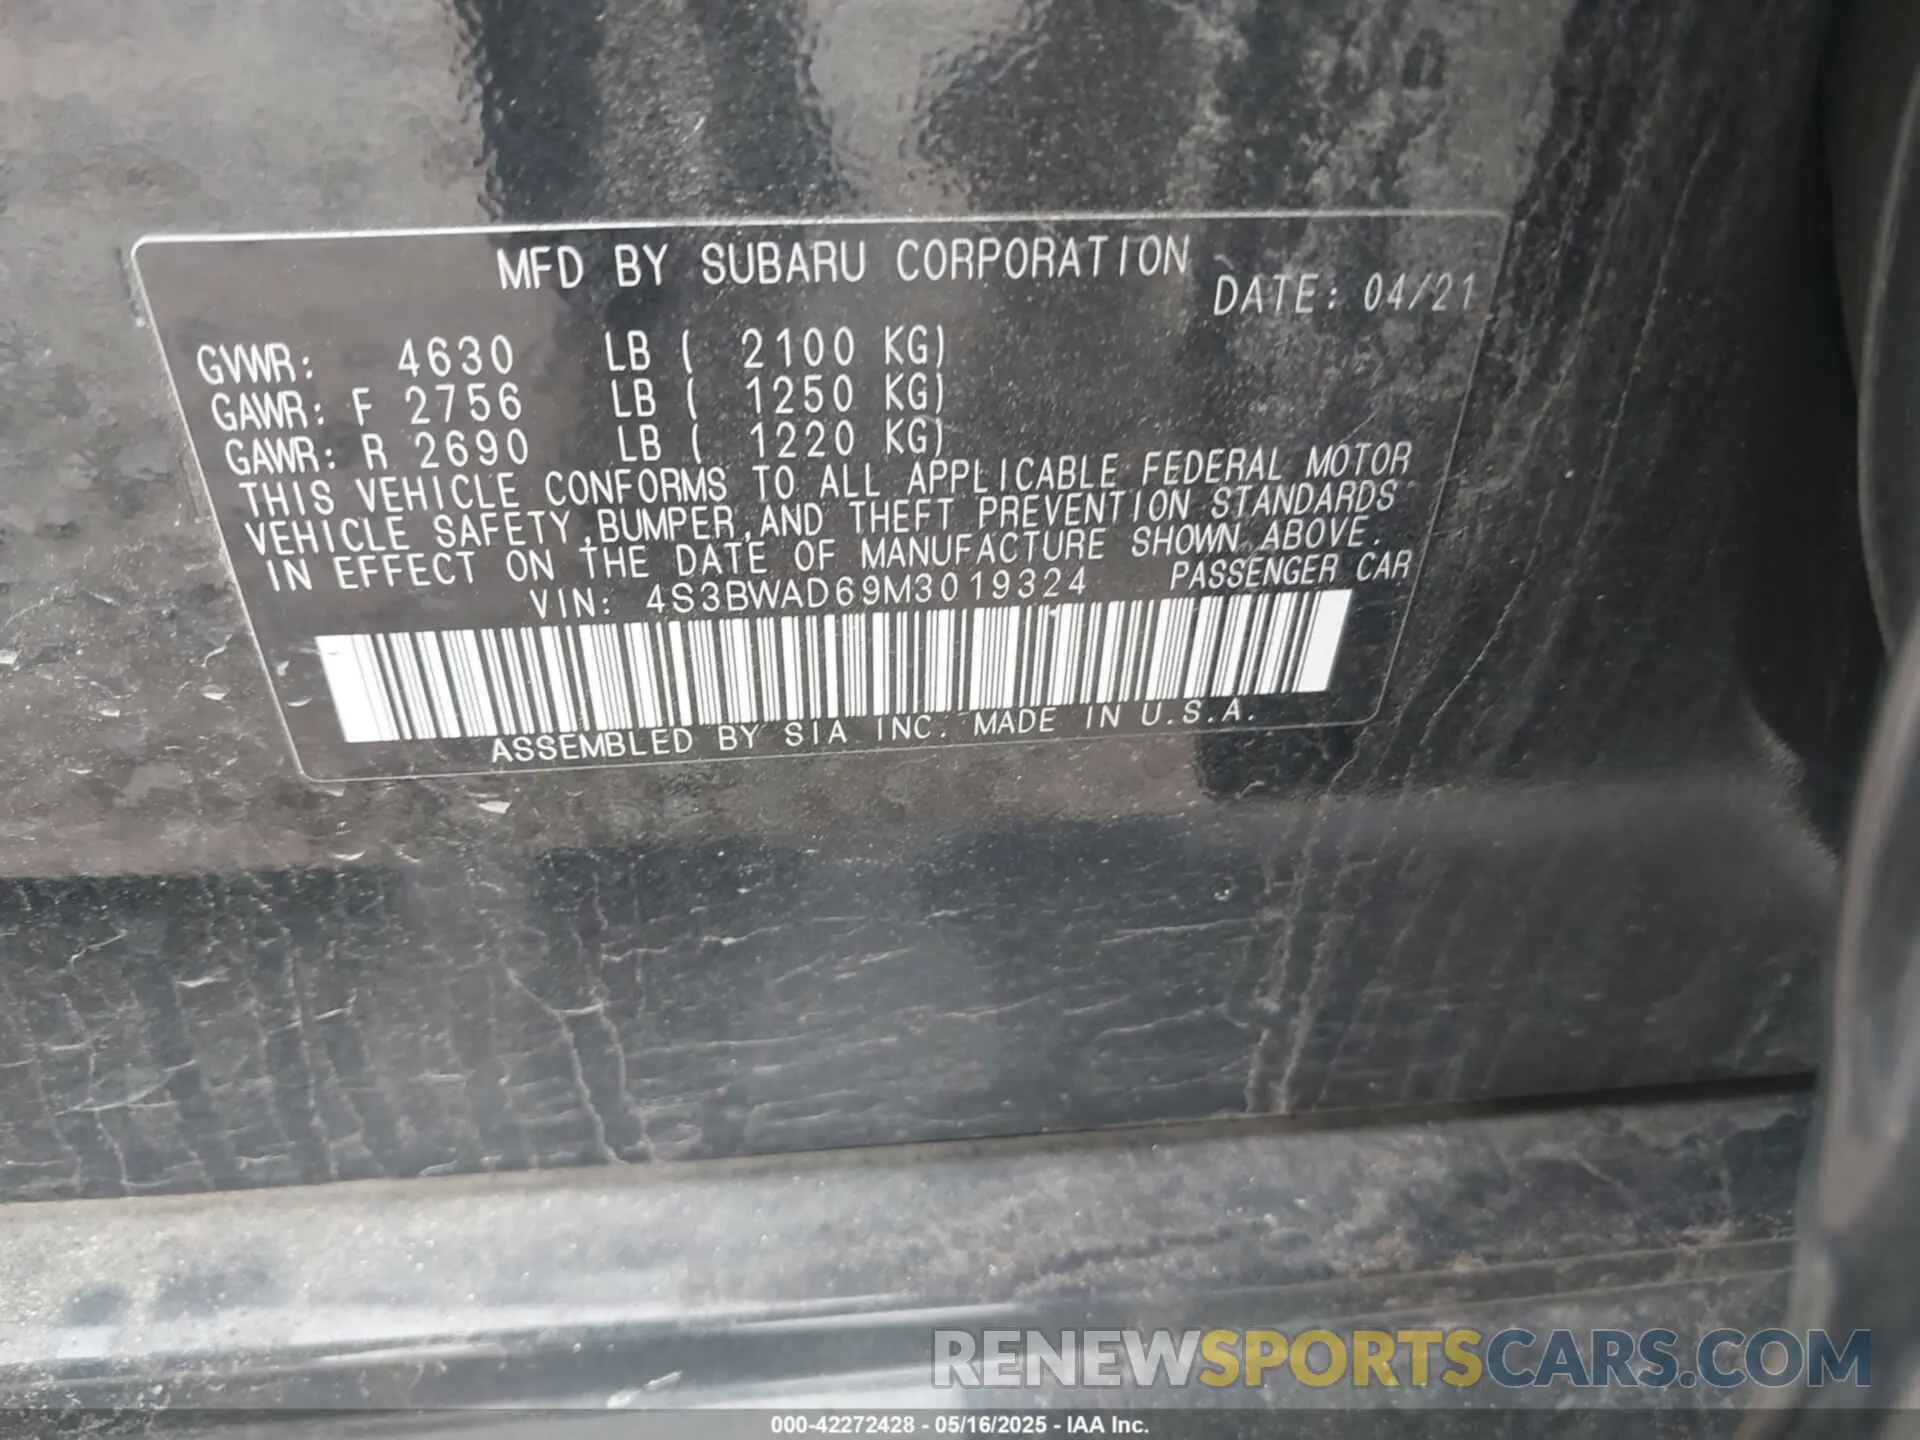 MFD BY SUBARU CORPORATION
DATE: 04/21
GVWR: 4630 LB ( 2100 KG)
GAWR: F 2756 LB ( 1250 KG)
GAWR: R 2690 LB ( 1220 KG)
THIS VEHICLE CONFORMS TO ALL APPLICABLE FEDERAL MOTOR
VEHICLE SAFETY,BUMPER,AND THEFT PREVENTION STANDARDS
IN EFFECT ON THE DATE OF MANUFACTURE SHOWN ABOVE.
VIN: 4S3BWAD69M3019324 PASSENGER CAR
ASSEMBLED BY SIA INC. MADE IN U.S.A.
RENEWSPORTSCARS.COM
000-42272428 - 05/16/2025 - IAA Inc.